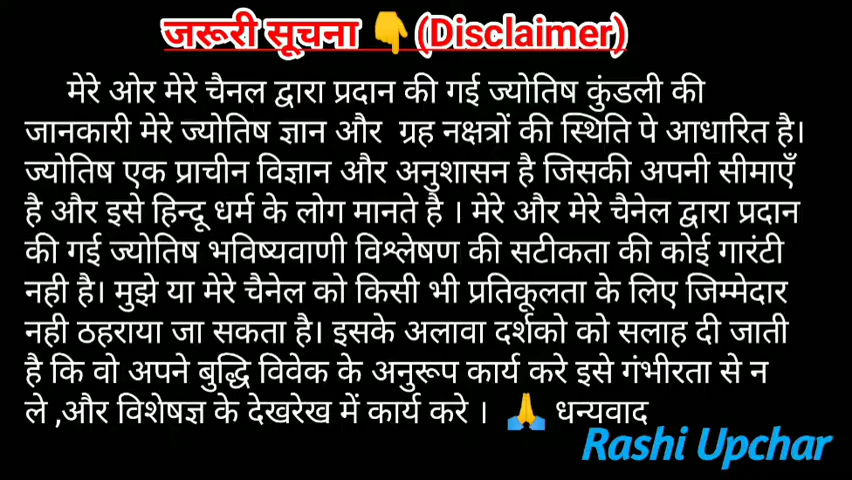 जरूरी सूचना 👇 (Disclaimer)
मेरे ओर मेरे चैनल द्वारा प्रदान की गई ज्योतिष कुंडली की
जानकारी मेरे ज्योतिष ज्ञान और ग्रह नक्षत्रों की स्थिति पे आधारित है।
ज्योतिष एक प्राचीन विज्ञान और अनुशासन है जिसकी अपनी सीमाएँ
है और इसे हिन्दू धर्म के लोग मानते है । मेरे और मेरे चैनेल द्वारा प्रदान
की गई ज्योतिष भविष्यवाणी विश्लेषण की सटीकता की कोई गारंटी
नही है। मुझे या मेरे चैनेल को किसी भी प्रतिकूलता के लिए जिम्मेदार
नही ठहराया जा सकता है। इसके अलावा दर्शको को सलाह दी जाती
है कि वो अपने बुद्धि विवेक के अनुरूप कार्य करे इसे गंभीरता से न
ले ,और विशेषज्ञ के देखरेख में कार्य करे । 🙏 धन्यवाद
Rashi Upchar